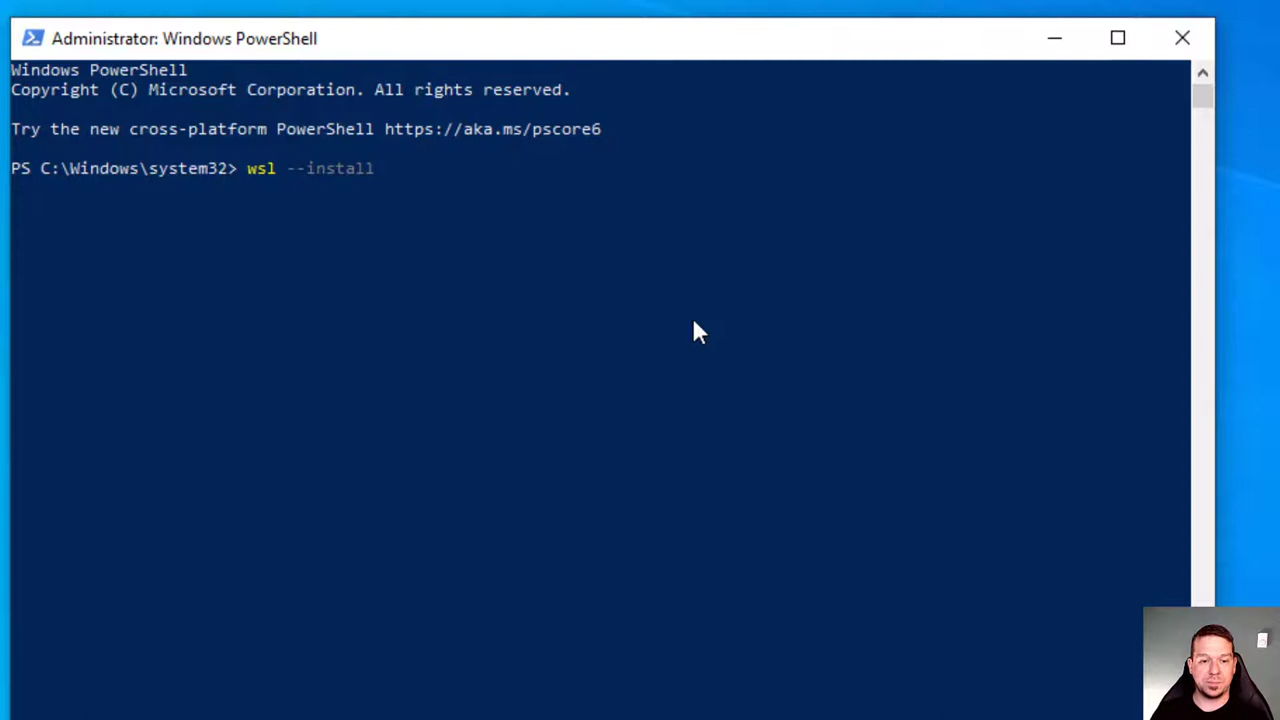 Administrator: Windows PowerShell
Windows PowerShell
Copyright (C) Microsoft Corporation. All rights reserved.
Try the new cross-platform PowerShell https://aka.ms/pscore6
PS C:\Windows\system32> wsl --install